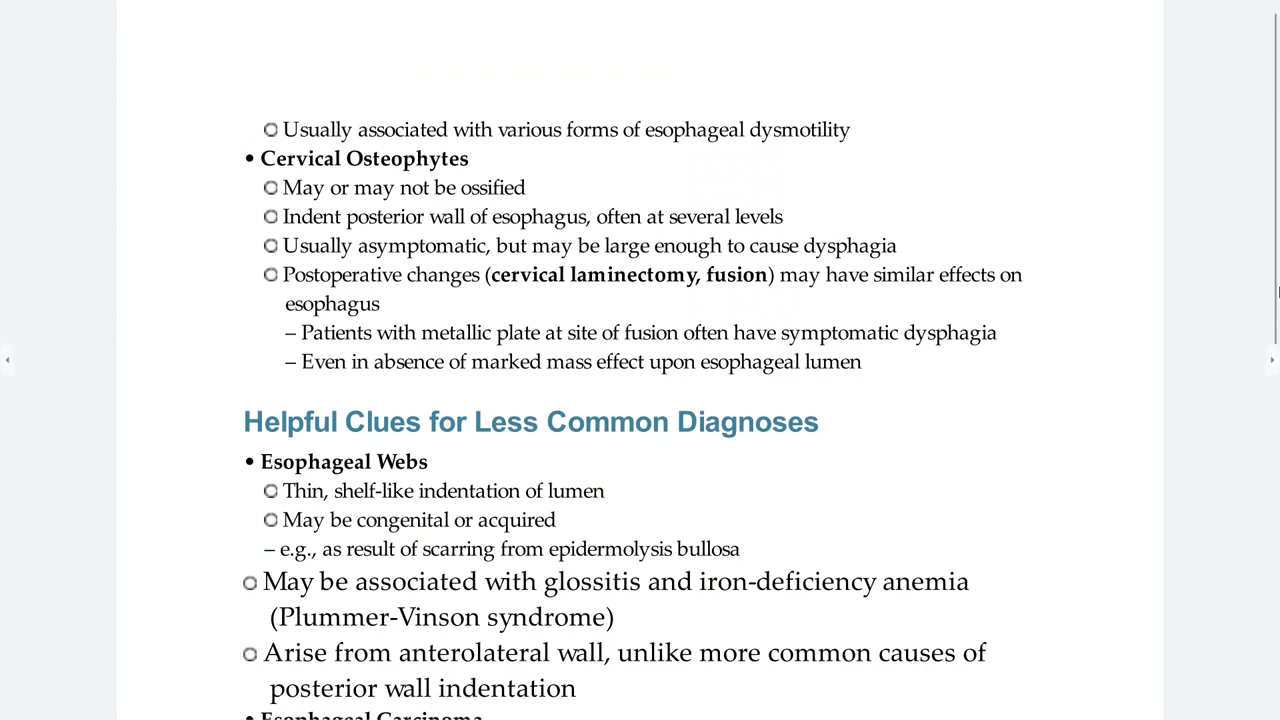 ○ Usually associated with various forms of esophageal dysmotility
• Cervical Osteophytes
○ May or may not be ossified
○ Indent posterior wall of esophagus, often at several levels
○ Usually asymptomatic, but may be large enough to cause dysphagia
○ Postoperative changes (cervical laminectomy, fusion) may have similar effects on
esophagus
– Patients with metallic plate at site of fusion often have symptomatic dysphagia
– Even in absence of marked mass effect upon esophageal lumen
Helpful Clues for Less Common Diagnoses
• Esophageal Webs
○ Thin, shelf-like indentation of lumen
○ May be congenital or acquired
– e.g., as result of scarring from epidermolysis bullosa
○ May be associated with glossitis and iron-deficiency anemia
(Plummer-Vinson syndrome)
○ Arise from anterolateral wall, unlike more common causes of
posterior wall indentation
• Esophageal Carcinoma